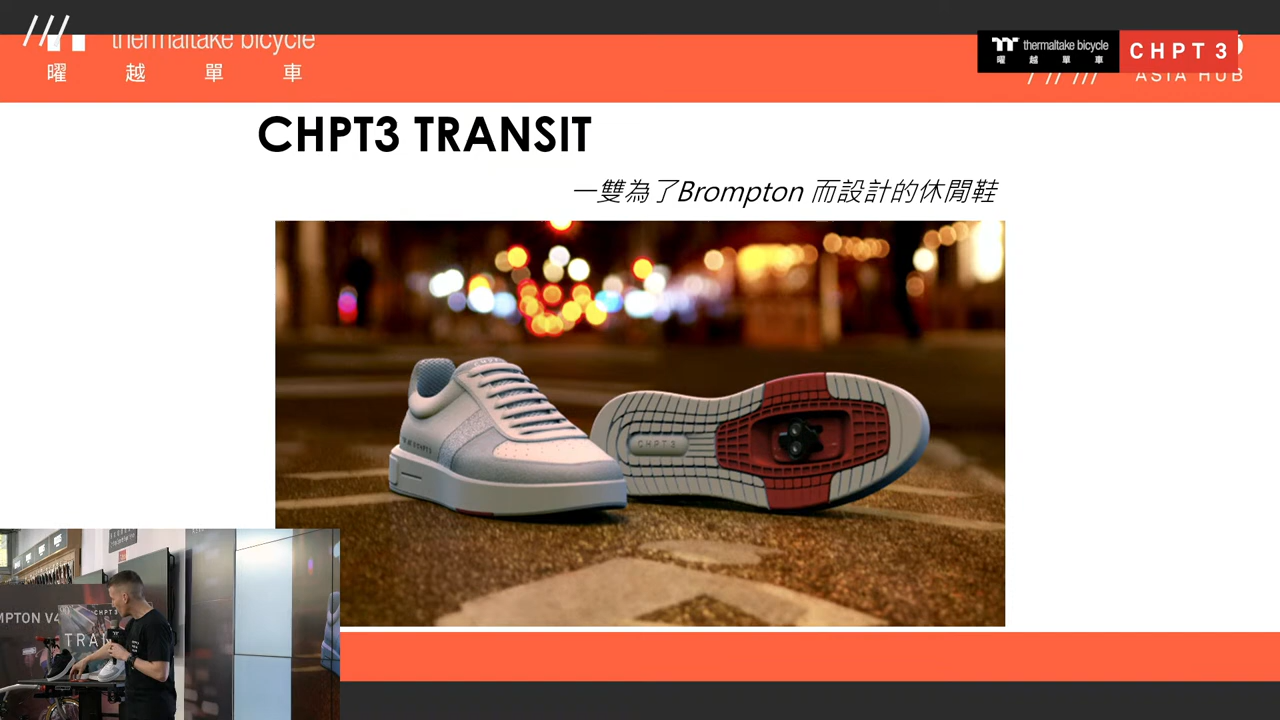 thermaltake bicycle
曜越單車
thermaltake bicycle
曜越單車
CHPT3
ASIA HUB
CHPT3 TRANSIT
一雙為了Brompton 而設計的休閒鞋
CHPT3
MPTON V4
CHPT3
TRA